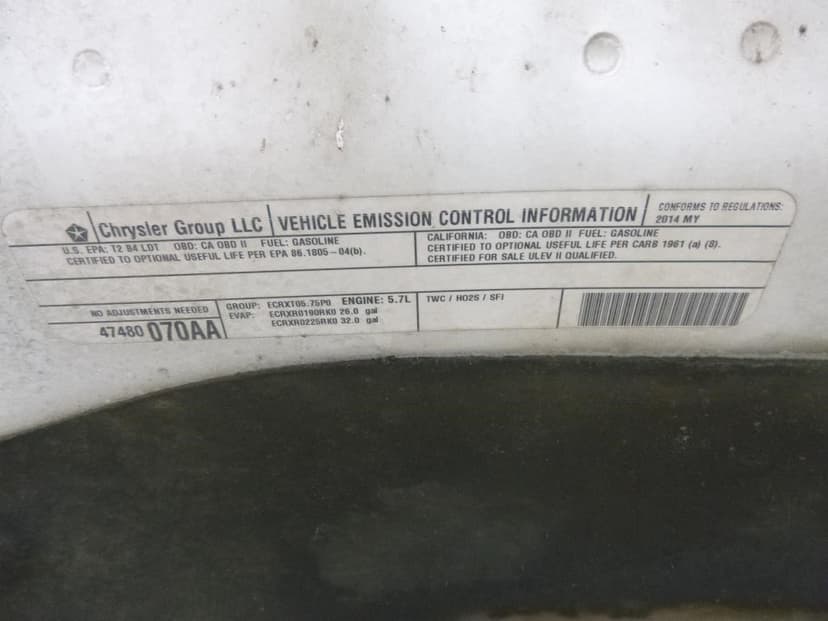 Chrysler Group LLC VEHICLE EMISSION CONTROL INFORMATION CONFORMS TO REGULATIONS:
2014 MY
U.S. EPA: T2 B4 LDT OBD: CA OBD II FUEL: GASOLINE
CERTIFIED TO OPTIONAL USEFUL LIFE PER EPA 86.1805-04(b).
CALIFORNIA: OBD: CA OBD II FUEL: GASOLINE
CERTIFIED TO OPTIONAL USEFUL LIFE PER CARB 1961 (a) (8).
CERTIFIED FOR SALE ULEV II QUALIFIED.
NO ADJUSTMENTS NEEDED
47480 070AA
GROUP: ECRXT05.75P0 ENGINE: 5.7L
EVAP: ECRXR0190RK0 26.0 gal
ECRXR0225RK0 32.0 gal
TWC / HO2S / SFI